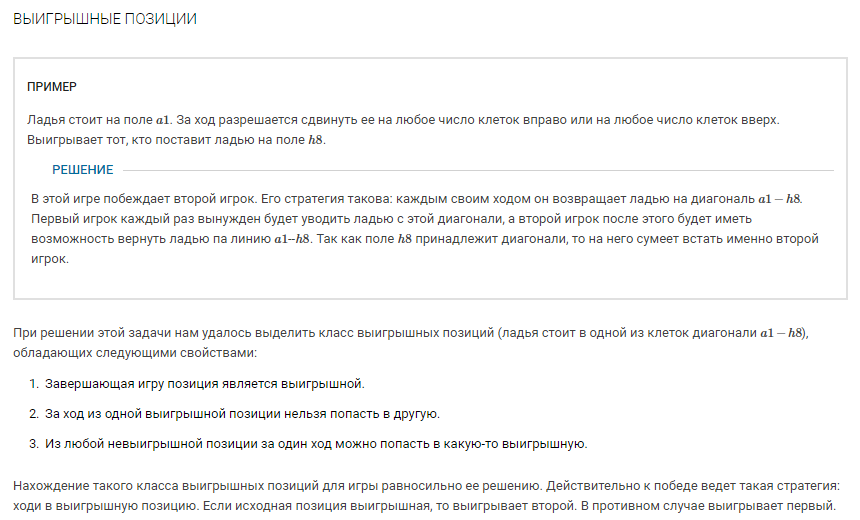 ВЫИГРЫШНЫЕ ПОЗИЦИИ
ПРИМЕР
Ладья стоит на поле a1. За ход разрешается сдвинуть ее на любое число клеток вправо или на любое число клеток вверх.
Выигрывает тот, кто поставит ладью на поле h8.
РЕШЕНИЕ
В этой игре побеждает второй игрок. Его стратегия такова: каждым своим ходом он возвращает ладью на диагональ a1 – h8.
Первый игрок каждый раз вынужден будет уводить ладью с этой диагонали, а второй игрок после этого будет иметь
возможность вернуть ладью па линию a1–h8. Так как поле h8 принадлежит диагонали, то на него сумеет встать именно второй
игрок.
При решении этой задачи нам удалось выделить класс выигрышных позиций (ладья стоит в одной из клеток диагонали a1 – h8),
обладающих следующими свойствами:
1. Завершающая игру позиция является выигрышной.
2. За ход из одной выигрышной позиции нельзя попасть в другую.
3. Из любой невыигрышной позиции за один ход можно попасть в какую-то выигрышную.
Нахождение такого класса выигрышных позиций для игры равносильно ее решению. Действительно к победе ведет такая стратегия:
ходи в выигрышную позицию. Если исходная позиция выигрышная, то выигрывает второй. В противном случае выигрывает первый.